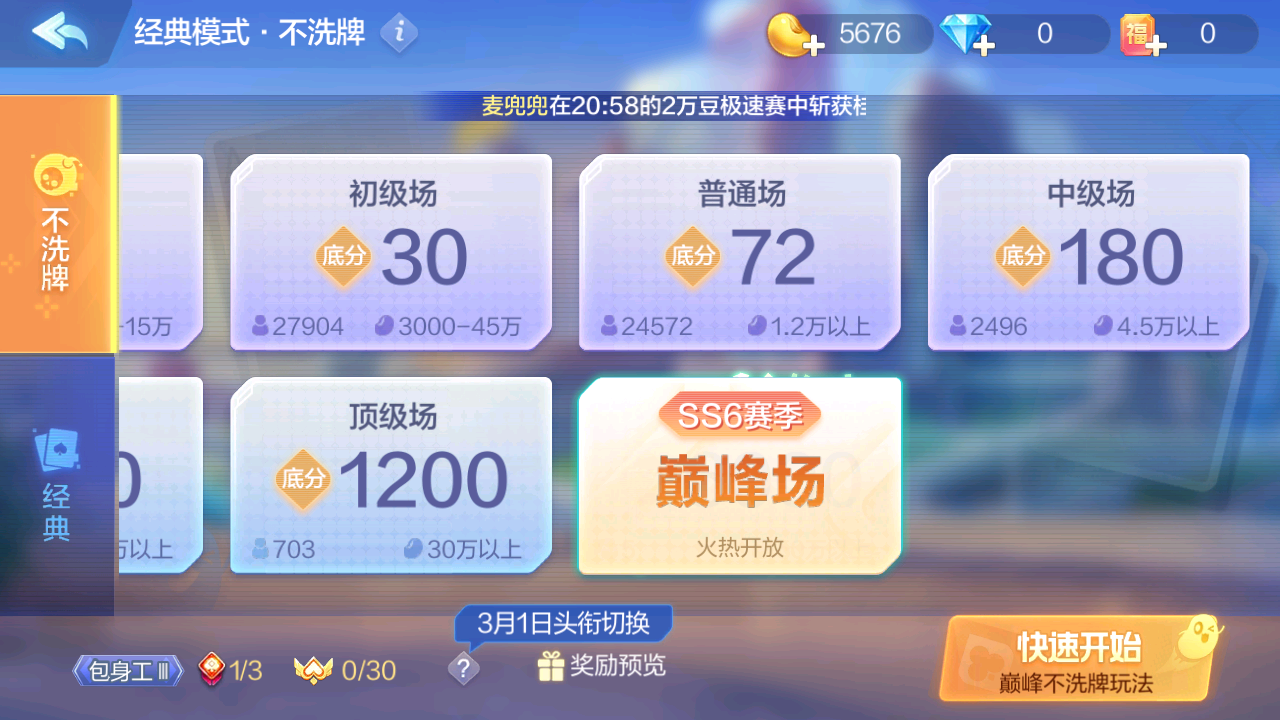 经典模式·不洗牌
5676
0
福
0
麦兜兜在20:58的2万豆极速赛中斩获
不洗牌
经典
-15万
初级场
底分 30
27904 3000-45万
普通场
底分 72
24572 1.2万以上
中级场
底分 180
2496 4.5万以上
0
万以上
顶级场
底分 1200
703 30万以上
SS6赛季
巅峰场
火热开放
3月1日头衔切换
包身工III
1/3
0/30
?
奖励预览
快速开始
巅峰不洗牌玩法